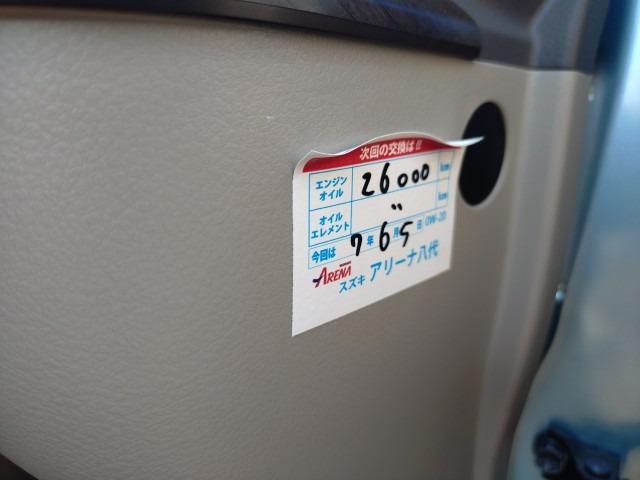 次回の交換は!!
エンジンオイル 26000 km
オイルエレメント 〃 km
今回は 7年6月5日 0W-20
ARENA スズキ アリーナ八代